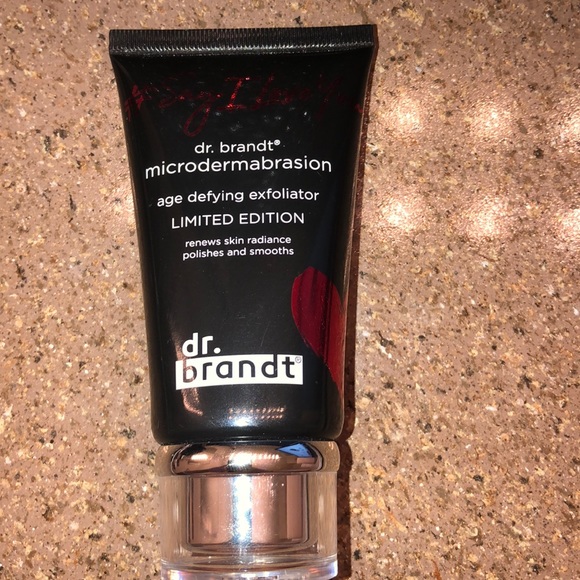 dr. brandt®
microdermabrasion
age defying exfoliator
LIMITED EDITION
renews skin radiance
polishes and smooths
dr.
brandt®